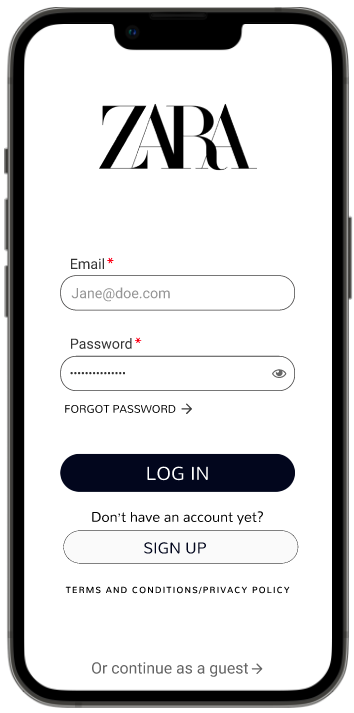 ZARA
Email*
Jane@doe.com
Password*
•••••••••••••••
FORGOT PASSWORD →
LOG IN
Don't have an account yet?
SIGN UP
TERMS AND CONDITIONS/PRIVACY POLICY
Or continue as a guest→